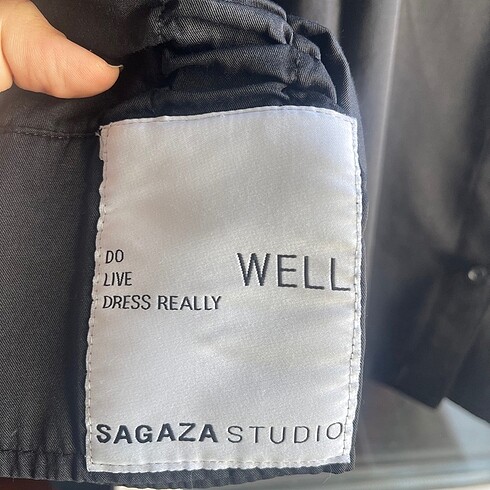 DO
LIVE
DRESS REALLY
WELL
SAGAZA STUDIO